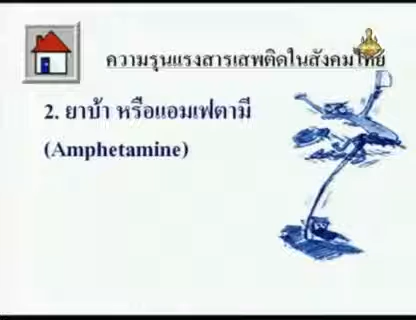 ความรุนแรงสารเสพติดในสังคมไทย
2. ยาบ้า หรือแอมเฟตามี
(Amphetamine)